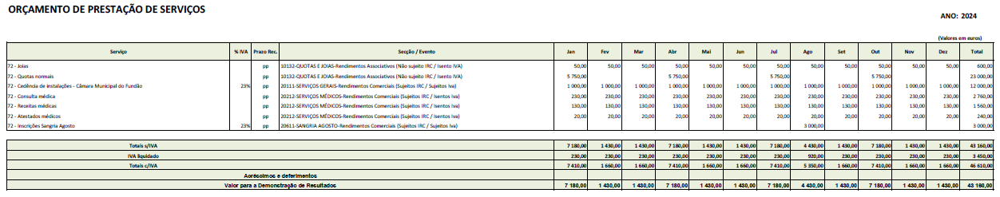 ORÇAMENTO DE PRESTAÇÃO DE SERVIÇOS
ANO: 2024
(Valores em euros)
Serviço % IVA Prazo Rec. Secção / Evento Jan Fev Mar Abr Mai Jun Jul Ago Set Out Nov Dez Total
72 - Joias pp 10132-QUOTAS E JOIAS-Rendimentos Associativos (Não sujeito IRC / Isento IVA) 50,00 50,00 50,00 50,00 50,00 50,00 50,00 50,00 50,00 50,00 50,00 50,00 600,00
72 - Quotas normais pp 10132-QUOTAS E JOIAS-Rendimentos Associativos (Não sujeito IRC / Isento IVA) 5 750,00 5 750,00 5 750,00 5 750,00 23 000,00
72 - Cedência de instalações - Câmara Municipal do Fundão 23% pp 20111-SERVIÇOS GERAIS-Rendimentos Comerciais (Sujeitos IRC / Sujeitos Iva) 1 000,00 1 000,00 1 000,00 1 000,00 1 000,00 1 000,00 1 000,00 1 000,00 1 000,00 1 000,00 1 000,00 1 000,00 12 000,00
72 - Consulta médica pp 20212-SERVIÇOS MÉDICOS-Rendimentos Comerciais (Sujeitos IRC / Isentos Iva) 230,00 230,00 230,00 230,00 230,00 230,00 230,00 230,00 230,00 230,00 230,00 230,00 2 760,00
72 - Receitas médicas pp 20212-SERVIÇOS MÉDICOS-Rendimentos Comerciais (Sujeitos IRC / Isentos Iva) 130,00 130,00 130,00 130,00 130,00 130,00 130,00 130,00 130,00 130,00 130,00 130,00 1 560,00
72 - Atestados médicos pp 20212-SERVIÇOS MÉDICOS-Rendimentos Comerciais (Sujeitos IRC / Isentos Iva) 20,00 20,00 20,00 20,00 20,00 20,00 20,00 20,00 20,00 20,00 20,00 20,00 240,00
72 - Inscrições Sangria Agosto 23% pp 20611-SANGRIA AGOSTO-Rendimentos Comerciais (Sujeitos IRC / Sujeitos Iva) 3 000,00 3 000,00
Totais s/IVA 7 180,00 1 430,00 1 430,00 7 180,00 1 430,00 1 430,00 7 180,00 4 430,00 1 430,00 7 180,00 1 430,00 1 430,00 43 160,00
IVA liquidado 230,00 230,00 230,00 230,00 230,00 230,00 230,00 920,00 230,00 230,00 230,00 230,00 3 450,00
Totais c/IVA 7 410,00 1 660,00 1 660,00 7 410,00 1 660,00 1 660,00 7 410,00 5 350,00 1 660,00 7 410,00 1 660,00 1 660,00 46 610,00
Acréscimos e deferimentos
Valor para a Demonstração de Resultados 7 180,00 1 430,00 1 430,00 7 180,00 1 430,00 1 430,00 7 180,00 4 430,00 1 430,00 7 180,00 1 430,00 1 430,00 43 160,00